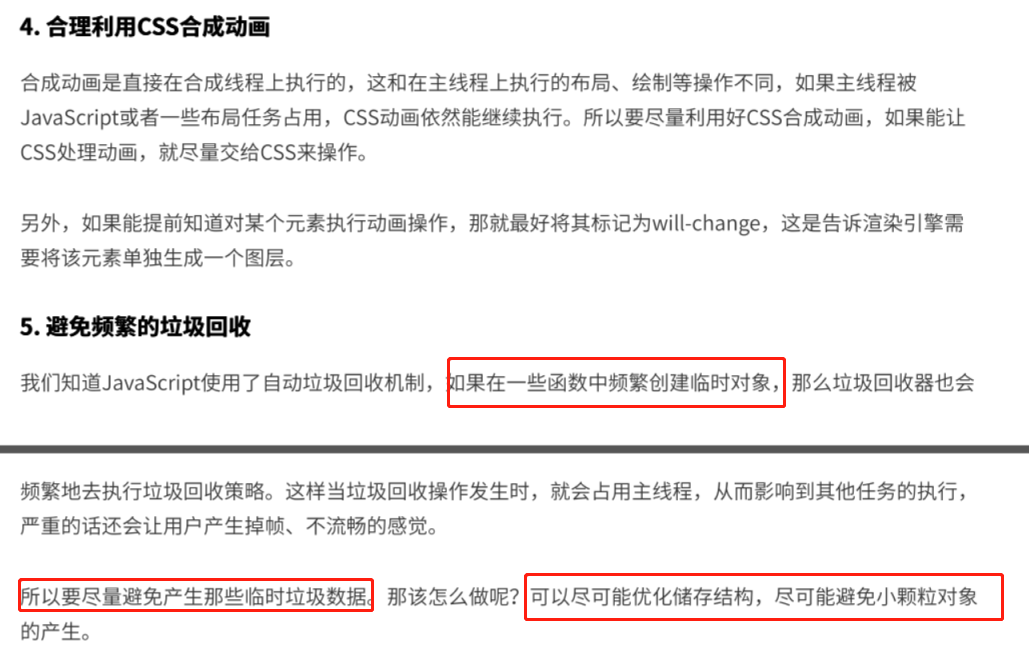 4. 合理利用CSS合成动画
合成动画是直接在合成线程上执行的，这和在主线程上执行的布局、绘制等操作不同，如果主线程被
JavaScript或者一些布局任务占用，CSS动画依然能继续执行。所以要尽量利用好CSS合成动画，如果能让
CSS处理动画，就尽量交给CSS来操作。
另外，如果能提前知道对某个元素执行动画操作，那就最好将其标记为will-change，这是告诉渲染引擎需
要将该元素单独生成一个图层。
5. 避免频繁的垃圾回收
我们知道JavaScript使用了自动垃圾回收机制，如果在一些函数中频繁创建临时对象，那么垃圾回收器也会
频繁地去执行垃圾回收策略。这样当垃圾回收操作发生时，就会占用主线程，从而影响到其他任务的执行，
严重的话还会让用户产生掉帧、不流畅的感觉。
所以要尽量避免产生那些临时垃圾数据。那该怎么做呢？可以尽可能优化储存结构，尽可能避免小颗粒对象
的产生。